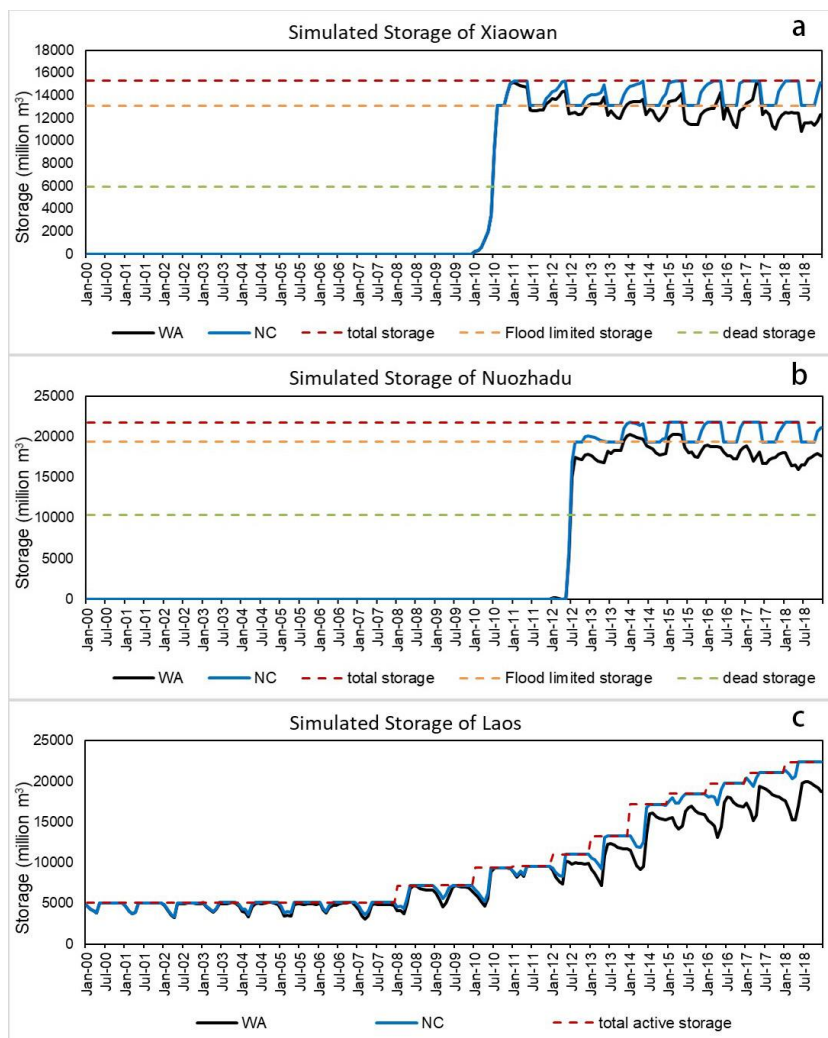 Simulated Storage of Xiaowan
a
Storage (million m³)
18000
16000
14000
12000
10000
8000
6000
4000
2000
0
Jan-00 Jul-00 Jan-01 Jul-01 Jan-02 Jul-02 Jan-03 Jul-03 Jan-04 Jul-04 Jan-05 Jul-05 Jan-06 Jul-06 Jan-07 Jul-07 Jan-08 Jul-08 Jan-09 Jul-09 Jan-10 Jul-10 Jan-11 Jul-11 Jan-12 Jul-12 Jan-13 Jul-13 Jan-14 Jul-14 Jan-15 Jul-15 Jan-16 Jul-16 Jan-17 Jul-17 Jan-18 Jul-18
WA NC total storage Flood limited storage dead storage
Simulated Storage of Nuozhadu
b
Storage (million m³)
25000
20000
15000
10000
5000
0
Jan-00 Jul-00 Jan-01 Jul-01 Jan-02 Jul-02 Jan-03 Jul-03 Jan-04 Jul-04 Jan-05 Jul-05 Jan-06 Jul-06 Jan-07 Jul-07 Jan-08 Jul-08 Jan-09 Jul-09 Jan-10 Jul-10 Jan-11 Jul-11 Jan-12 Jul-12 Jan-13 Jul-13 Jan-14 Jul-14 Jan-15 Jul-15 Jan-16 Jul-16 Jan-17 Jul-17 Jan-18 Jul-18
WA NC total storage Flood limited storage dead storage
Simulated Storage of Laos
c
Storage (million m³)
25000
20000
15000
10000
5000
0
Jan-00 Jul-00 Jan-01 Jul-01 Jan-02 Jul-02 Jan-03 Jul-03 Jan-04 Jul-04 Jan-05 Jul-05 Jan-06 Jul-06 Jan-07 Jul-07 Jan-08 Jul-08 Jan-09 Jul-09 Jan-10 Jul-10 Jan-11 Jul-11 Jan-12 Jul-12 Jan-13 Jul-13 Jan-14 Jul-14 Jan-15 Jul-15 Jan-16 Jul-16 Jan-17 Jul-17 Jan-18 Jul-18
WA NC total active storage